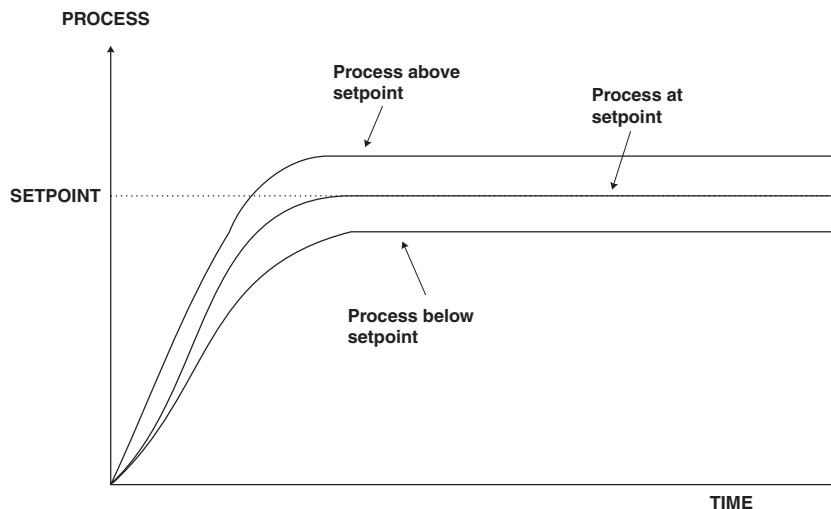 PROCESS
Process above
setpoint
Process at
setpoint
SETPOINT
Process below
setpoint
TIME